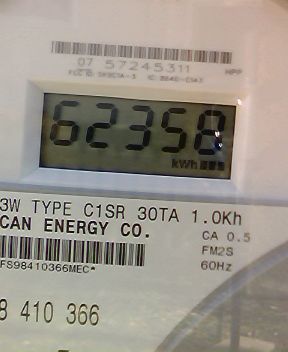 07 57245311
HPP
62358
kWh
3W TYPE C1SR 30TA 1.0Kh
CAN ENERGY CO.
CA 0.5
FM2S
60Hz
FS98410366MEC*
8 410 366